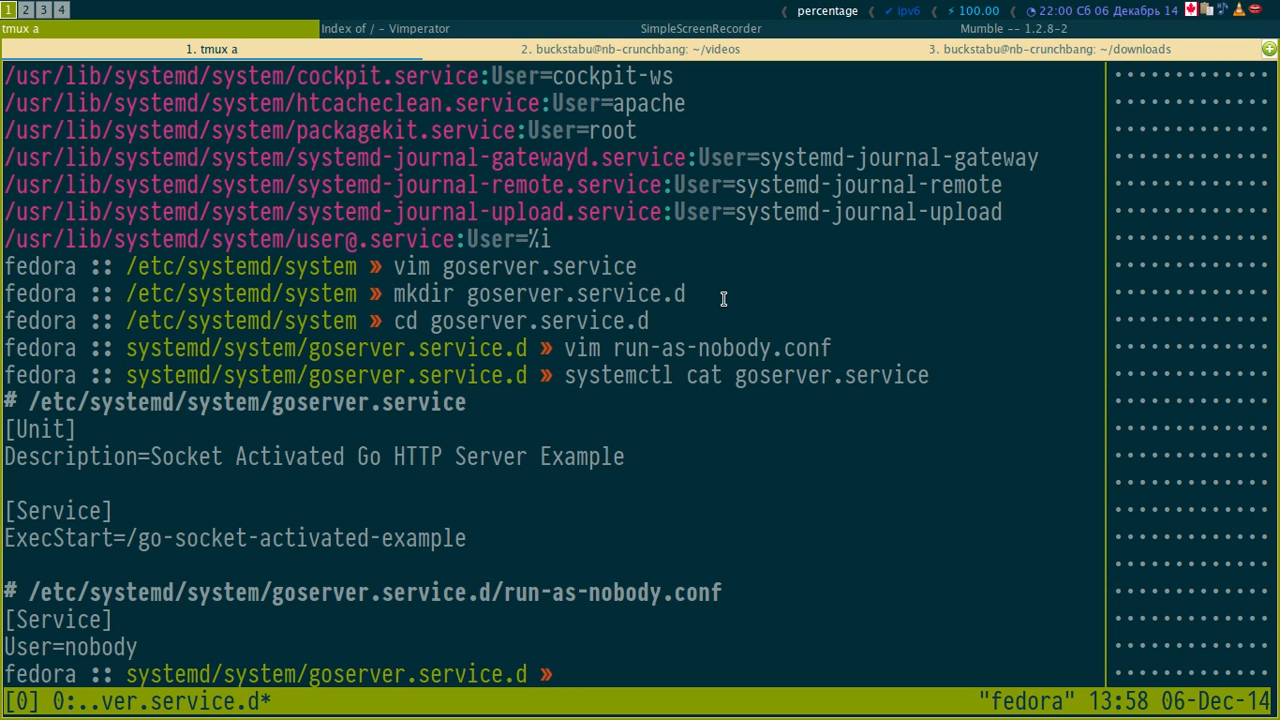 1 2 3 4 percentage ipv6 100.00 22:00 Сб 06 Декабрь 14
tmux a Index of / - Vimperator SimpleScreenRecorder Mumble -- 1.2.8-2
1. tmux a 2. buckstabu@nb-crunchbang: ~/videos 3. buckstabu@nb-crunchbang: ~/downloads
/usr/lib/systemd/system/cockpit.service:User=cockpit-ws
/usr/lib/systemd/system/htcacheclean.service:User=apache
/usr/lib/systemd/system/packagekit.service:User=root
/usr/lib/systemd/system/systemd-journal-gatewayd.service:User=systemd-journal-gateway
/usr/lib/systemd/system/systemd-journal-remote.service:User=systemd-journal-remote
/usr/lib/systemd/system/systemd-journal-upload.service:User=systemd-journal-upload
/usr/lib/systemd/system/user@.service:User=%i
fedora :: /etc/systemd/system » vim goserver.service
fedora :: /etc/systemd/system » mkdir goserver.service.d
fedora :: /etc/systemd/system » cd goserver.service.d
fedora :: systemd/system/goserver.service.d » vim run-as-nobody.conf
fedora :: systemd/system/goserver.service.d » systemctl cat goserver.service
# /etc/systemd/system/goserver.service
[Unit]
Description=Socket Activated Go HTTP Server Example
[Service]
ExecStart=/go-socket-activated-example
# /etc/systemd/system/goserver.service.d/run-as-nobody.conf
[Service]
User=nobody
fedora :: systemd/system/goserver.service.d »
[0] 0:..ver.service.d* "fedora" 13:58 06-Dec-14